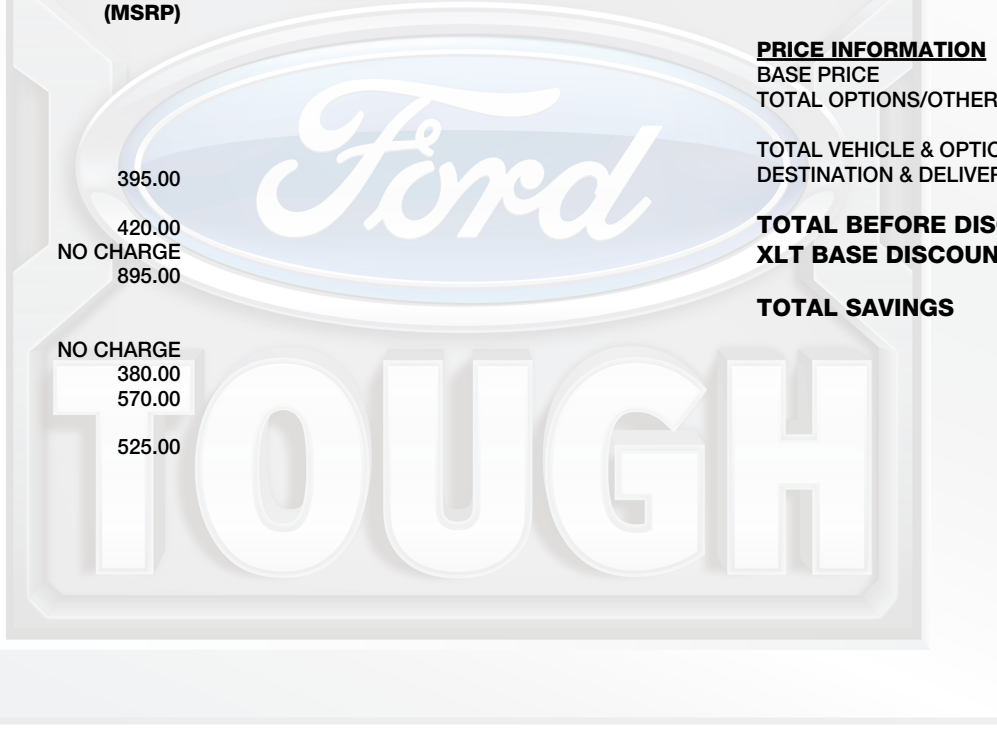 (MSRP)
395.00
420.00
NO CHARGE
895.00
NO CHARGE
380.00
570.00
525.00
PRICE INFORMATION
BASE PRICE
TOTAL OPTIONS/OTHER
TOTAL VEHICLE & OPTIO
DESTINATION & DELIVER
TOTAL BEFORE DISC
XLT BASE DISCOUN
TOTAL SAVINGS
Ford
TOUGH